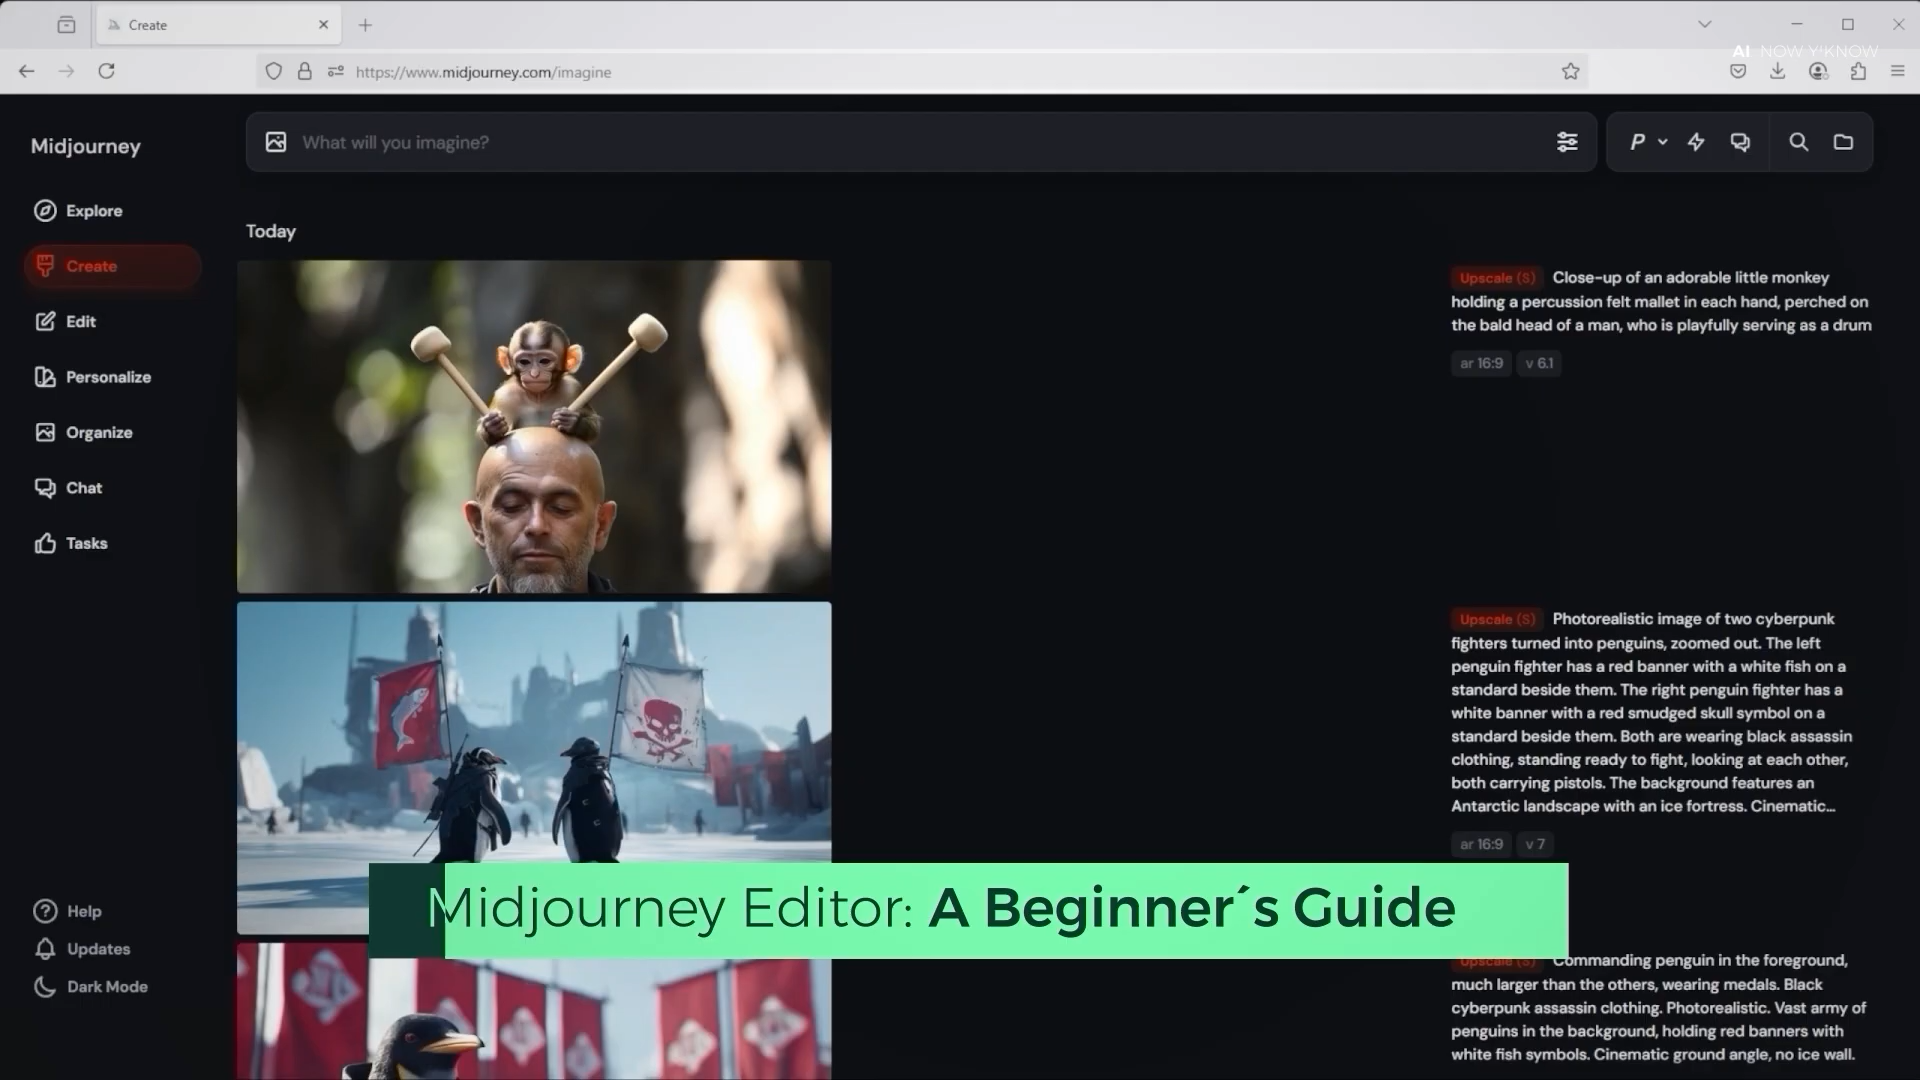 Create
AI NOW Y'KNOW
https://www.midjourney.com/imagine
Midjourney
What will you imagine?
P
Explore
Create
Edit
Personalize
Organize
Chat
Tasks
Help
Updates
Dark Mode
Today
Upscale (S) Close-up of an adorable little monkey
holding a percussion felt mallet in each hand, perched on
the bald head of a man, who is playfully serving as a drum
ar 16:9 v 6.1
Upscale (S) Photorealistic image of two cyberpunk
fighters turned into penguins, zoomed out. The left
penguin fighter has a red banner with a white fish on a
standard beside them. The right penguin fighter has a
white banner with a red smudged skull symbol on a
standard beside them. Both are wearing black assassin
clothing, standing ready to fight, looking at each other,
both carrying pistols. The background features an
Antarctic landscape with an ice fortress. Cinematic...
ar 16:9 v 7
Midjourney Editor: A Beginner´s Guide
Upscale (S) Commanding penguin in the foreground,
much larger than the others, wearing medals. Black
cyberpunk assassin clothing. Photorealistic. Vast army of
penguins in the background, holding red banners with
white fish symbols. Cinematic ground angle, no ice wall.